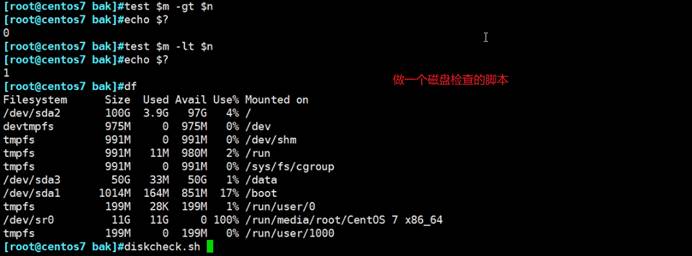 [root@centos7 bak]#test $m -gt $n
[root@centos7 bak]#echo $?
0
[root@centos7 bak]#test $m -lt $n
[root@centos7 bak]#echo $?
1
做一个磁盘检查的脚本
[root@centos7 bak]#df
Filesystem      Size  Used Avail Use% Mounted on
/dev/sda2       100G  3.9G   97G   4% /
devtmpfs        975M     0  975M   0% /dev
tmpfs           991M     0  991M   0% /dev/shm
tmpfs           991M   11M  980M   2% /run
tmpfs           991M     0  991M   0% /sys/fs/cgroup
/dev/sda3        50G   33M   50G   1% /data
/dev/sda1      1014M  164M  851M  17% /boot
tmpfs           199M   28K  199M   1% /run/user/0
/dev/sr0         11G   11G     0 100% /run/media/root/CentOS 7 x86_64
tmpfs           199M     0  199M   0% /run/user/1000
[root@centos7 bak]#diskcheck.sh